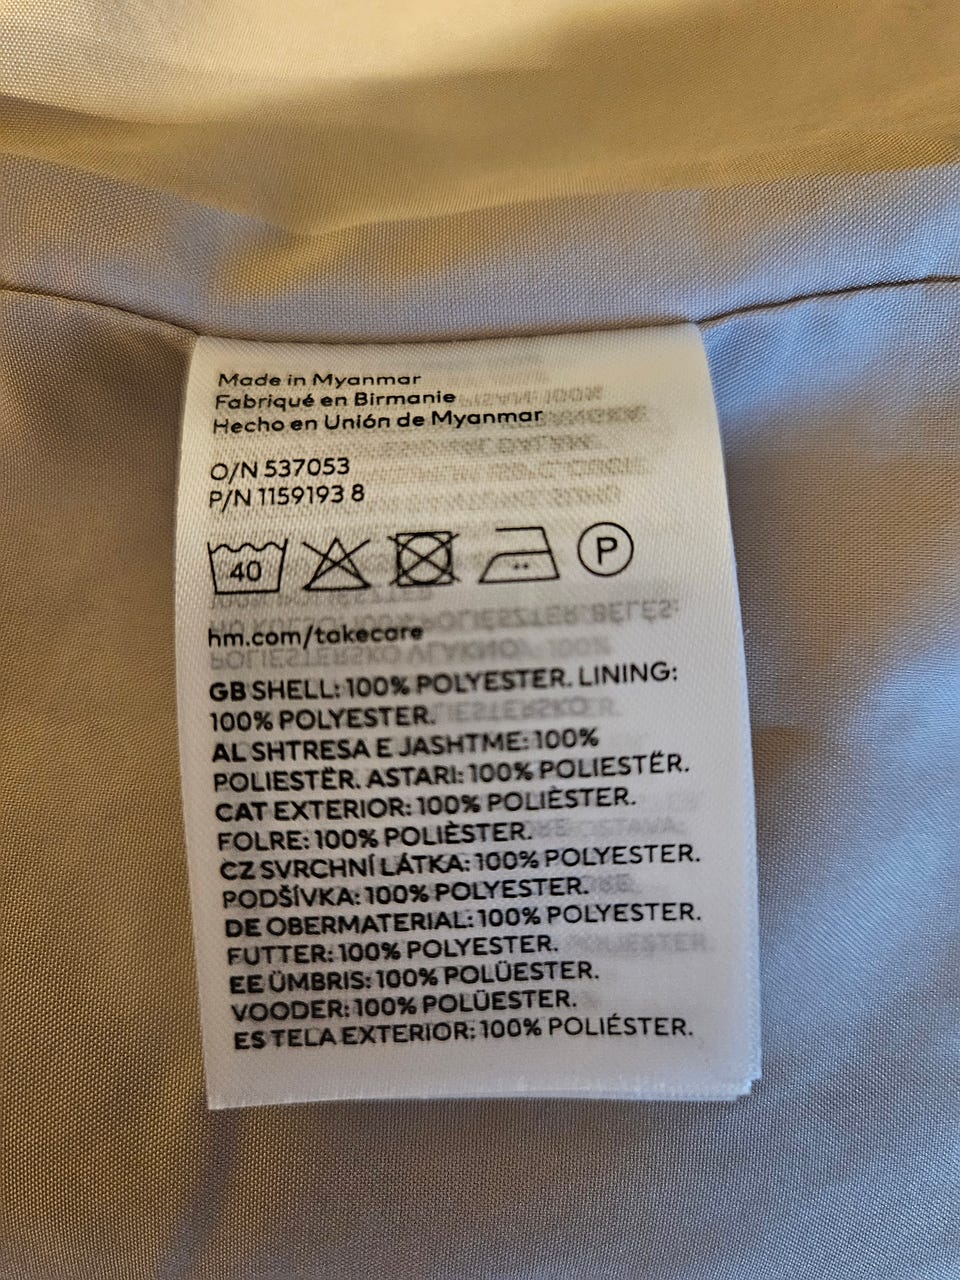 Made in Myanmar
Fabriqué en Birmanie
Hecho en Unión de Myanmar
O/N 537053
P/N 1159193 8
40 P
hm.com/takecare
GB SHELL: 100% POLYESTER. LINING:
100% POLYESTER.
AL SHTRESA E JASHTME: 100%
POLIESTËR. ASTARI: 100% POLIESTËR.
CAT EXTERIOR: 100% POLIÈSTER.
FOLRE: 100% POLIÈSTER.
CZ SVRCHNÍ LÁTKA: 100% POLYESTER.
PODŠÍVKA: 100% POLYESTER.
DE OBERMATERIAL: 100% POLYESTER.
FUTTER: 100% POLYESTER.
EE ÜMBRIS: 100% POLÜESTER.
VOODER: 100% POLÜESTER.
ES TELA EXTERIOR: 100% POLIÉSTER.